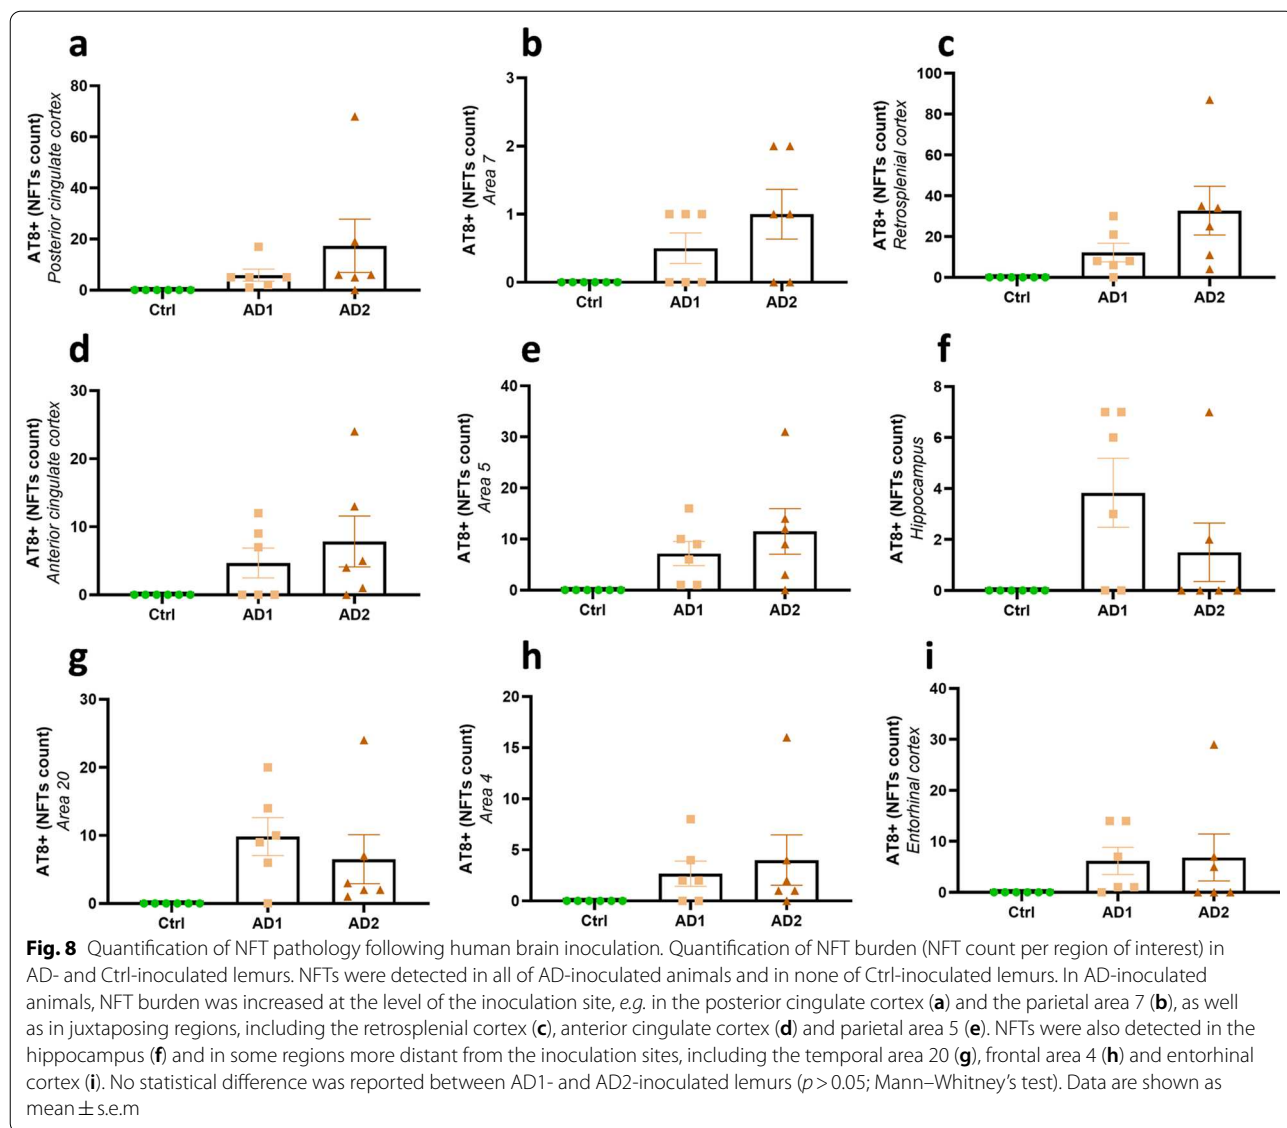 a
b
c
AT8+ (NFTs count)
Posterior cingulate cortex
80
60
40
20
0
Ctrl AD1 AD2
AT8+ (NFTs count)
Area 7
3
2
1
0
Ctrl AD1 AD2
AT8+ (NFTs count)
Retrosplenial cortex
100
80
60
40
20
0
Ctrl AD1 AD2
d
e
f
AT8+ (NFTs count)
Anterior cingulate cortex
30
20
10
0
Ctrl AD1 AD2
AT8+ (NFTs count)
Area 5
40
30
20
10
0
Ctrl AD1 AD2
AT8+ (NFTs count)
Hippocampus
8
6
4
2
0
Ctrl AD1 AD2
g
h
i
AT8+ (NFTs count)
Area 20
30
20
10
0
Ctrl AD1 AD2
AT8+ (NFTs count)
Area 4
20
15
10
5
0
Ctrl AD1 AD2
AT8+ (NFTs count)
Entorhinal cortex
40
30
20
10
0
Ctrl AD1 AD2
Fig. 8 Quantification of NFT pathology following human brain inoculation. Quantification of NFT burden (NFT count per region of interest) in
AD- and Ctrl-inoculated lemurs. NFTs were detected in all of AD-inoculated animals and in none of Ctrl-inoculated lemurs. In AD-inoculated
animals, NFT burden was increased at the level of the inoculation site, e.g. in the posterior cingulate cortex (a) and the parietal area 7 (b), as well
as in juxtaposing regions, including the retrosplenial cortex (c), anterior cingulate cortex (d) and parietal area 5 (e). NFTs were also detected in the
hippocampus (f) and in some regions more distant from the inoculation sites, including the temporal area 20 (g), frontal area 4 (h) and entorhinal
cortex (i). No statistical difference was reported between AD1- and AD2-inoculated lemurs (p > 0.05; Mann–Whitney's test). Data are shown as
mean ± s.e.m